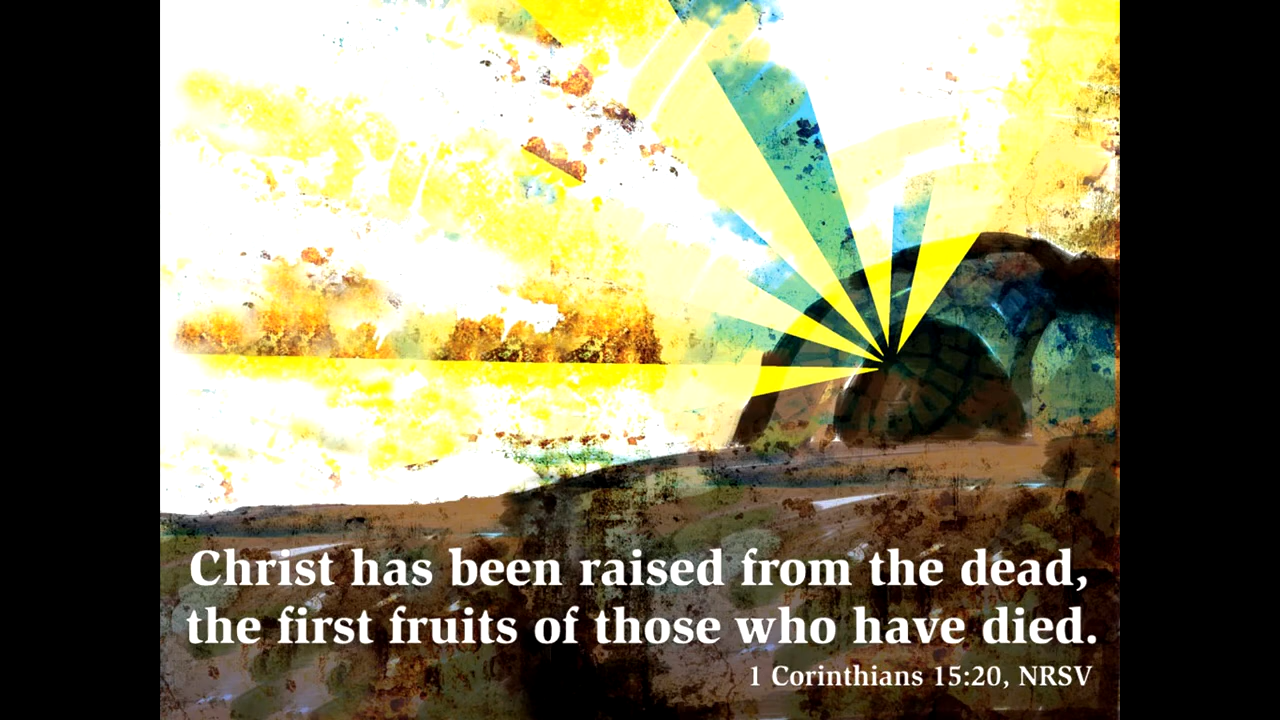 Christ has been raised from the dead,
the first fruits of those who have died.
1 Corinthians 15:20, NRSV